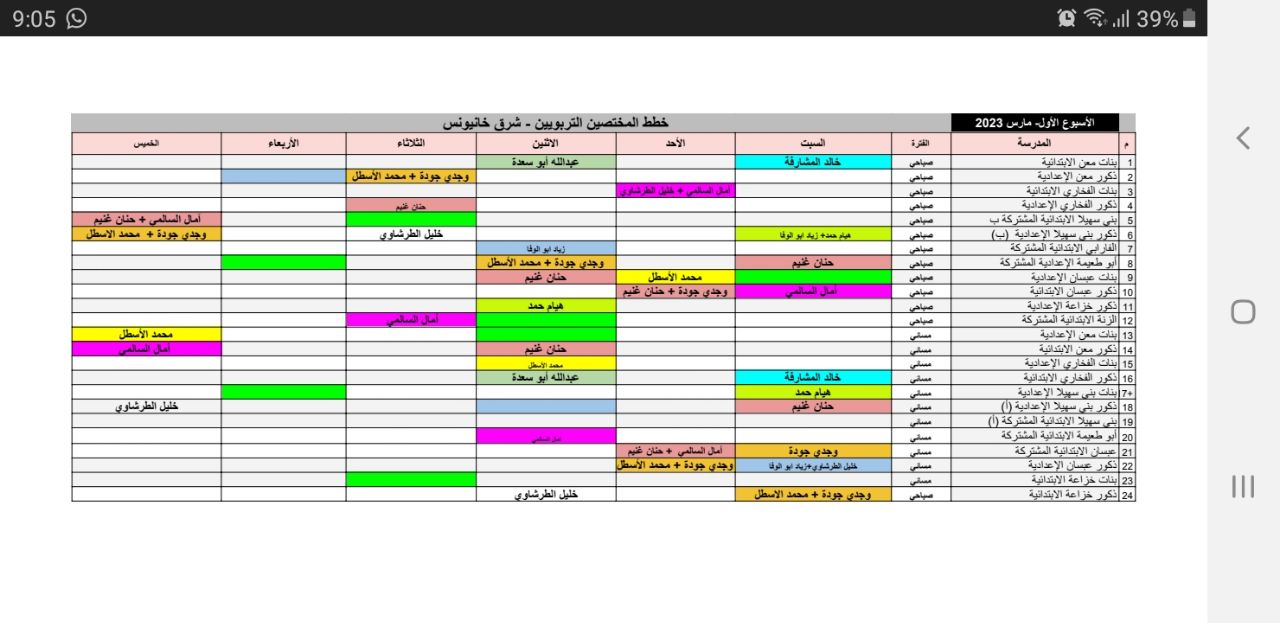 9:05 39%
الأسبوع الأول- مارس 2023 خطط المختصين التربويين - شرق خانيونس
م المدرسة الفترة السبت الأحد الاثنين الثلاثاء الأربعاء الخميس
1 بنات معن الابتدائية صباحي خالد المشارفة عبدالله أبو سعدة
2 ذكور معن الإعدادية صباحي وجدي جودة + محمد الأسطل
3 بنات الفخاري الابتدائية صباحي أمال السالمي + خليل الطرشاوي
4 ذكور الفخاري الإعدادية صباحي حنان غنيم
5 بني سهيلا الابتدائية المشتركة ب صباحي أمال السالمي + حنان غنيم
6 ذكور بني سهيلا الإعدادية (ب) صباحي هيام حمد+ زياد ابو الوفا خليل الطرشاوي وجدي جودة + محمد الاسطل
7 الفارابي الابتدائية المشتركة صباحي زياد ابو الوفا
8 أبو طعيمة الإعدادية المشتركة صباحي حنان غنيم وجدي جودة + محمد الأسطل
9 بنات عبسان الإعدادية صباحي محمد الأسطل حنان غنيم
10 ذكور عبسان الابتدائية صباحي أمال السالمي وجدي جودة + حنان غنيم
11 ذكور خزاعة الإعدادية صباحي هيام حمد
12 الزنة الابتدائية المشتركة صباحي أمال السالمي
13 بنات معن الإعدادية مسائي محمد الأسطل
14 ذكور معن الابتدائية مسائي حنان غنيم أمال السالمي
15 بنات الفخاري الإعدادية مسائي محمد الأسطل
16 ذكور الفخاري الابتدائية مسائي خالد المشارفة عبدالله أبو سعدة
7+ بنات بني سهيلا الإعدادية مسائي هيام حمد
18 ذكور بني سهيلا الإعدادية (أ) مسائي حنان غنيم خليل الطرشاوي
19 بني سهيلا الابتدائية المشتركة (أ) مسائي
20 أبو طعيمة الابتدائية المشتركة مسائي أمال السالمي
21 عبسان الابتدائية المشتركة مسائي وجدي جودة أمال السالمي + حنان غنيم
22 ذكور عبسان الإعدادية مسائي خليل الطرشاوي+زياد ابو الوفا وجدي جودة + محمد الأسطل
23 بنات خزاعة الابتدائية مسائي
24 ذكور خزاعة الابتدائية صباحي وجدي جودة + محمد الاسطل خليل الطرشاوي